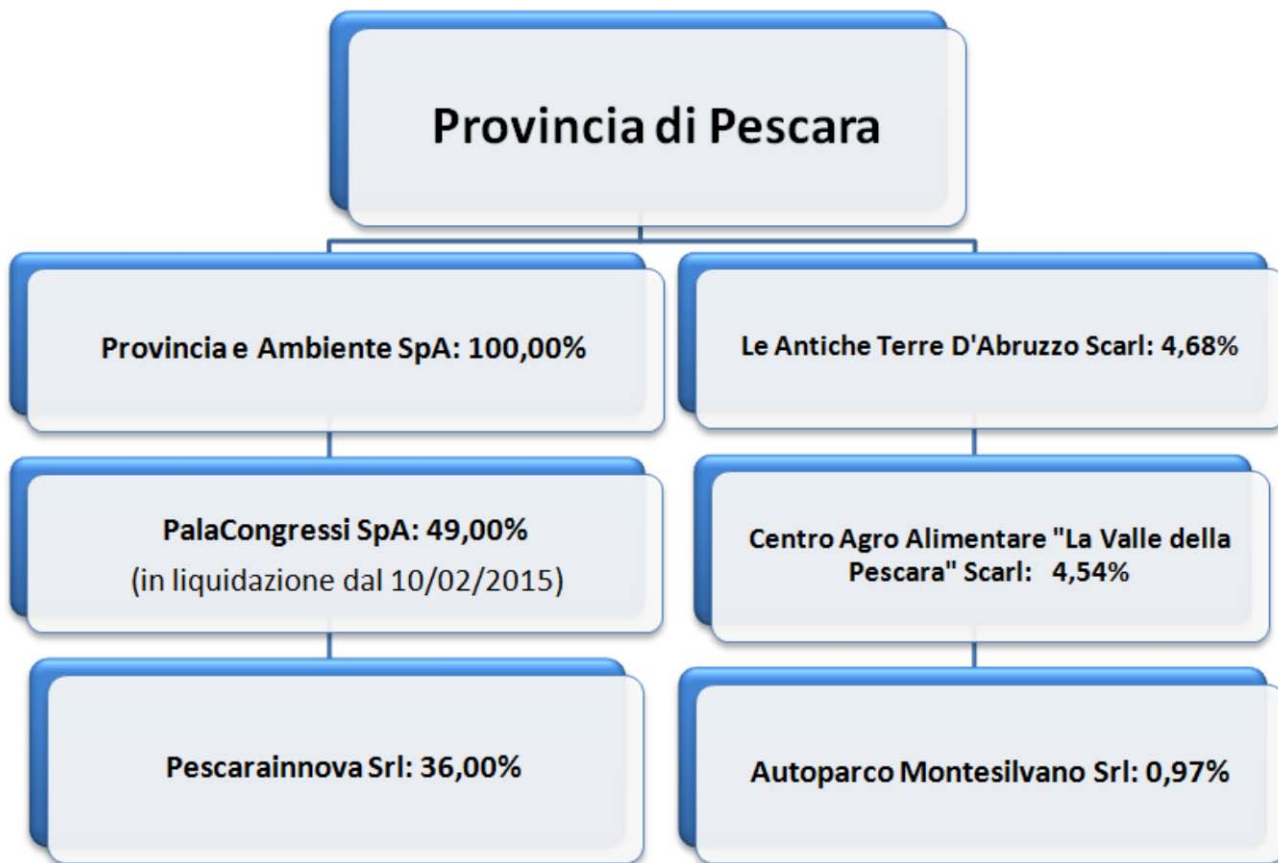 Provincia di Pescara
Provincia e Ambiente SpA: 100,00%
Le Antiche Terre D'Abruzzo Scarl: 4,68%
PalaCongressi SpA: 49,00%
(in liquidazione dal 10/02/2015)
Centro Agro Alimentare "La Valle della
Pescara" Scarl: 4,54%
Pescarainnova Srl: 36,00%
Autoparco Montesilvano Srl: 0,97%